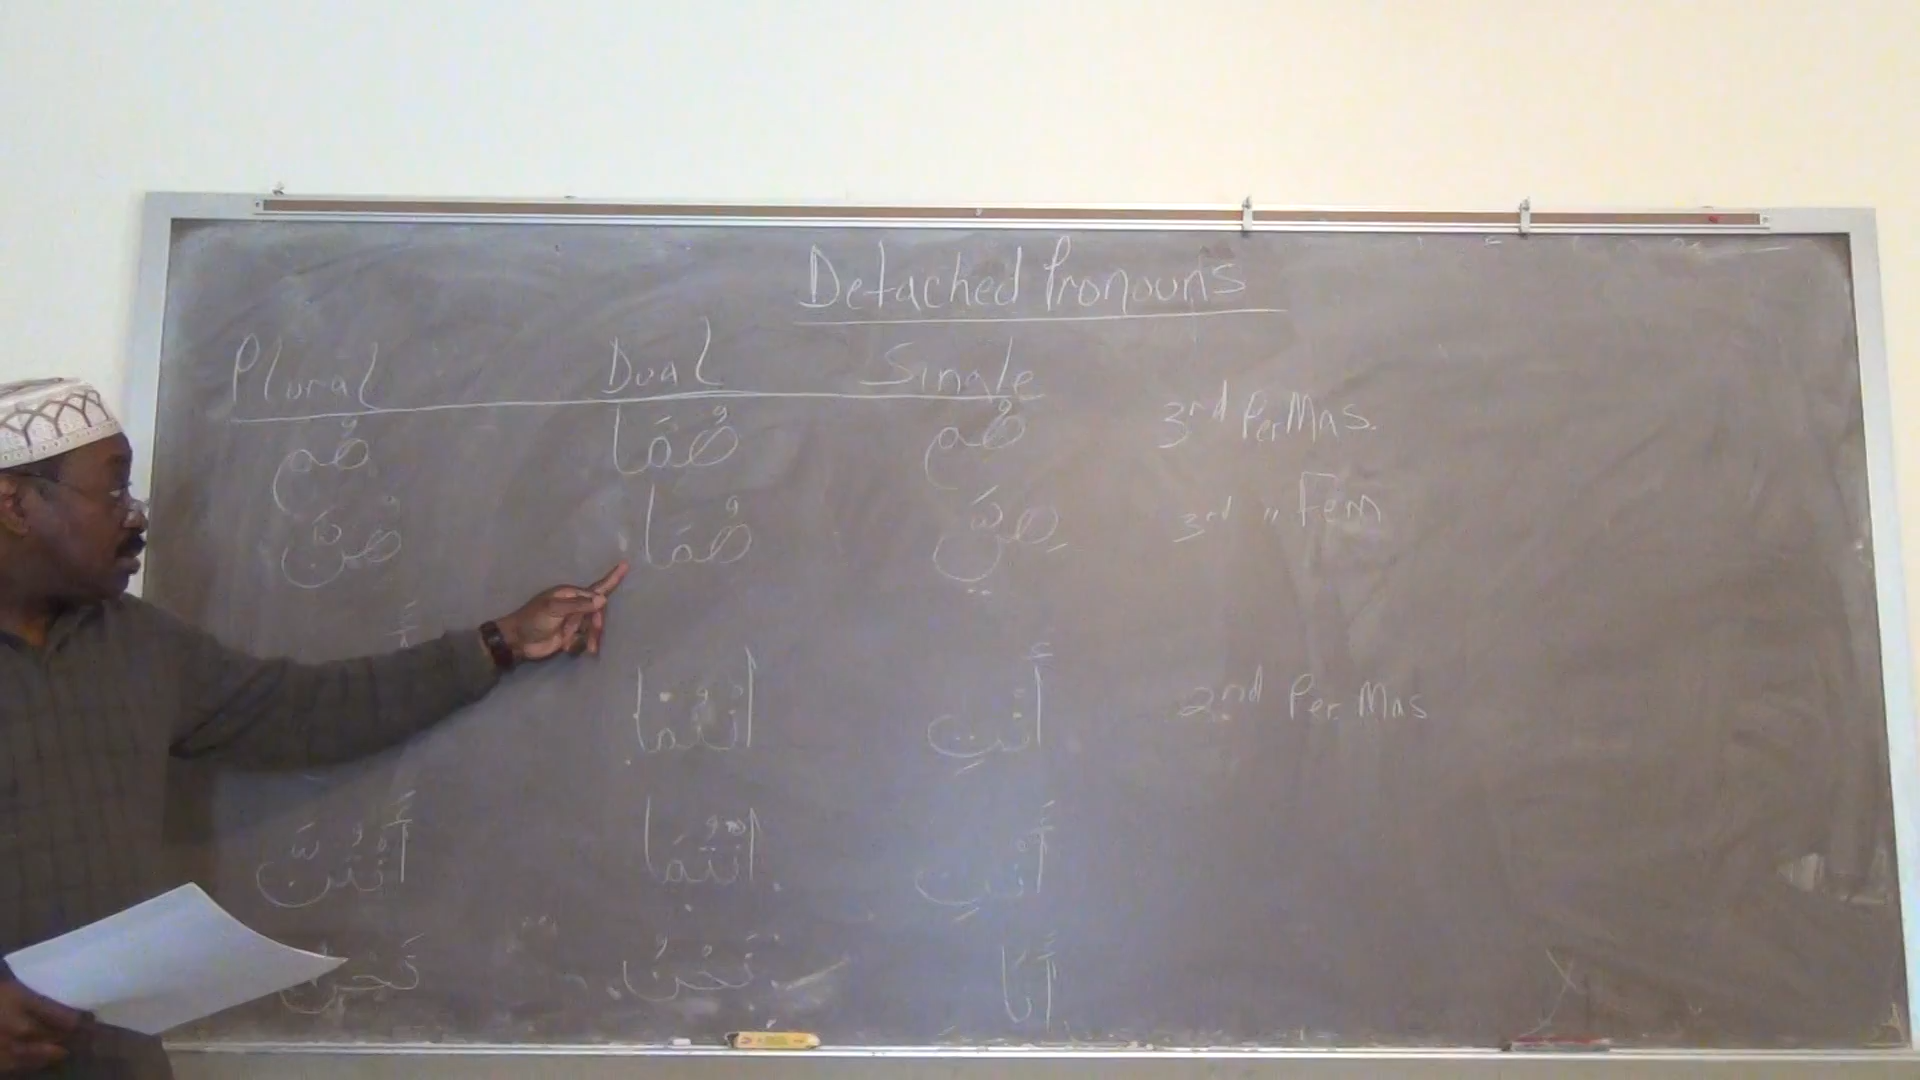 Detached Pronouns
Plural Dual Single
هُم هُمَا هُم 3rd Per Mas.
هُنَّ هُمَا هِيَّ 3rd " Fem
أَنْتُمَا أَنْتِ 2nd Per. Mas
أَنْتُنَّ أَنْتُمَا أَنْتِ
نَحْنُ نَحْنُ أَنَا